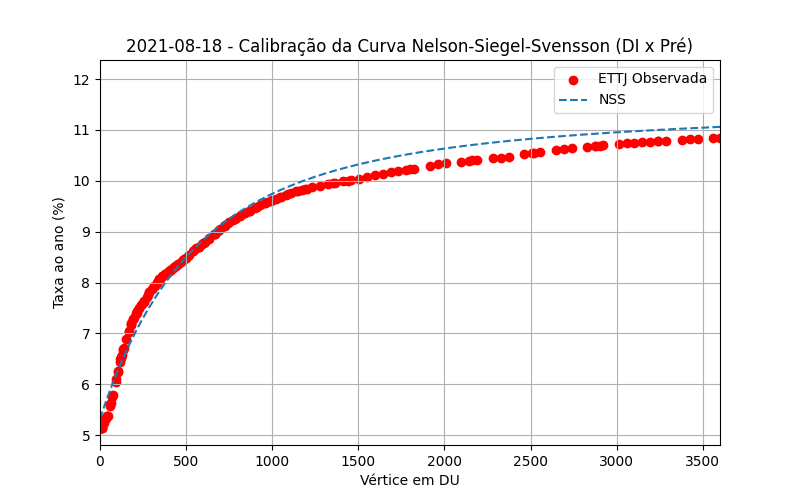 2021-08-18 - Calibração da Curva Nelson-Siegel-Svensson (DI x Pré)
ETTJ Observada
NSS
12
11
10
9
8
7
6
5
Taxa ao ano (%)
0 500 1000 1500 2000 2500 3000 3500
Vértice em DU